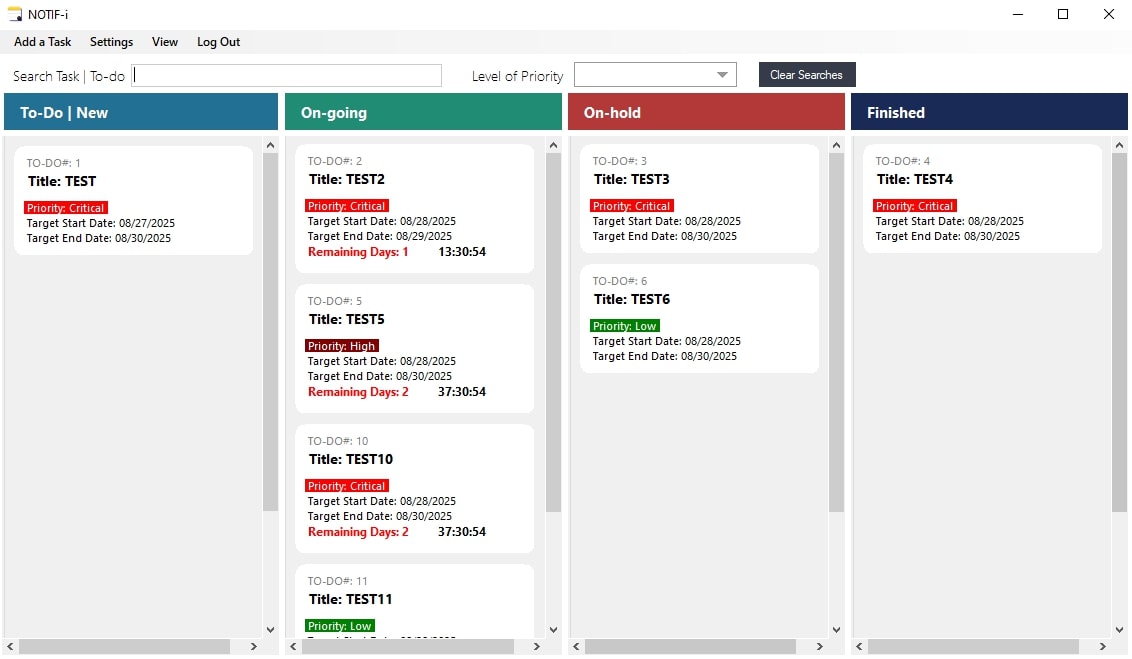 NOTIF-i
Add a Task Settings View Log Out
Search Task | To-do Level of Priority Clear Searches
To-Do | New
TO-DO#: 1
Title: TEST
Priority: Critical
Target Start Date: 08/27/2025
Target End Date: 08/30/2025
On-going
TO-DO#: 2
Title: TEST2
Priority: Critical
Target Start Date: 08/28/2025
Target End Date: 08/29/2025
Remaining Days: 1 13:30:54
TO-DO#: 5
Title: TEST5
Priority: High
Target Start Date: 08/28/2025
Target End Date: 08/30/2025
Remaining Days: 2 37:30:54
TO-DO#: 10
Title: TEST10
Priority: Critical
Target Start Date: 08/28/2025
Target End Date: 08/30/2025
Remaining Days: 2 37:30:54
TO-DO#: 11
Title: TEST11
Priority: Low
On-hold
TO-DO#: 3
Title: TEST3
Priority: Critical
Target Start Date: 08/28/2025
Target End Date: 08/30/2025
TO-DO#: 6
Title: TEST6
Priority: Low
Target Start Date: 08/28/2025
Target End Date: 08/30/2025
Finished
TO-DO#: 4
Title: TEST4
Priority: Critical
Target Start Date: 08/28/2025
Target End Date: 08/30/2025